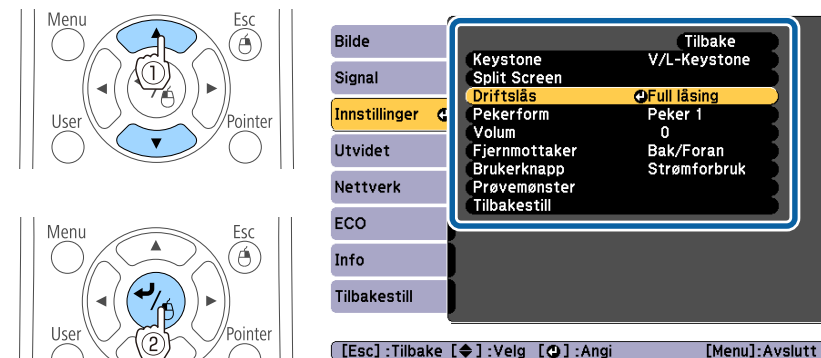 Menu
Esc
①
User
Pointer
Menu
Esc
User
②
Pointer
Bilde
Signal
Innstillinger
Utvidet
Nettverk
ECO
Info
Tilbakestill
Tilbake
Keystone V/L-Keystone
Split Screen
Driftslås Full låsing
Pekerform Peker 1
Volum 0
Fjernmottaker Bak/Foran
Brukerknapp Strømforbruk
Prøvemønster
Tilbakestill
[Esc] :Tilbake [◆] :Velg [⏎] :Angi [Menu]:Avslutt